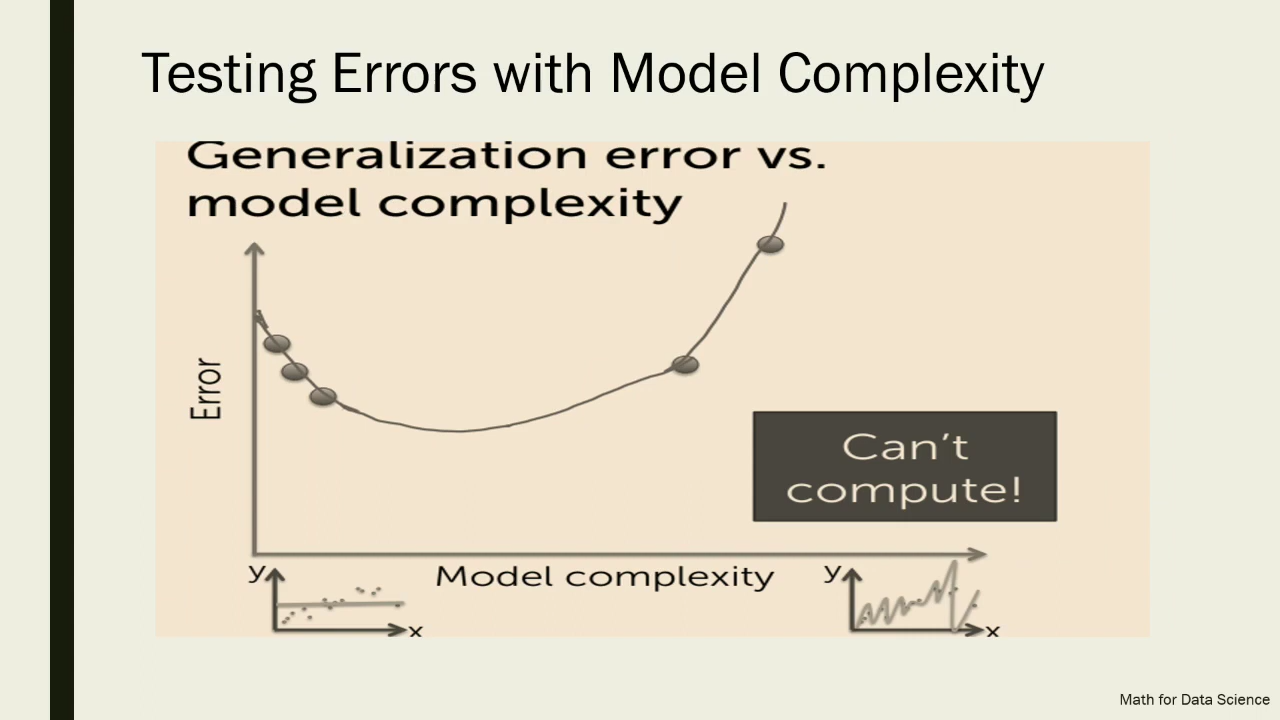 Testing Errors with Model Complexity
Generalization error vs.
model complexity
Error
Can't
compute!
Model complexity
y
x
y
x
Math for Data Science